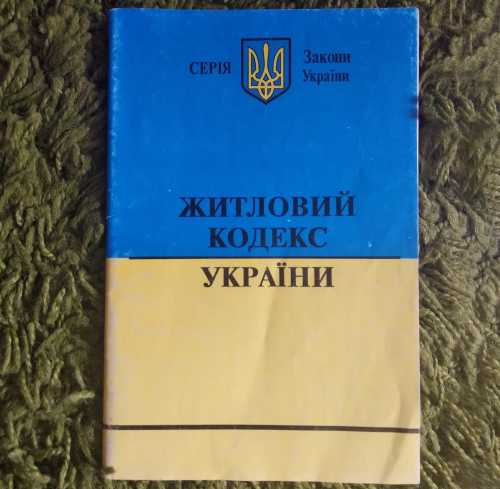 СЕРІЯ
Закони
України
ЖИТЛОВИЙ
КОДЕКС
УКРАЇНИ